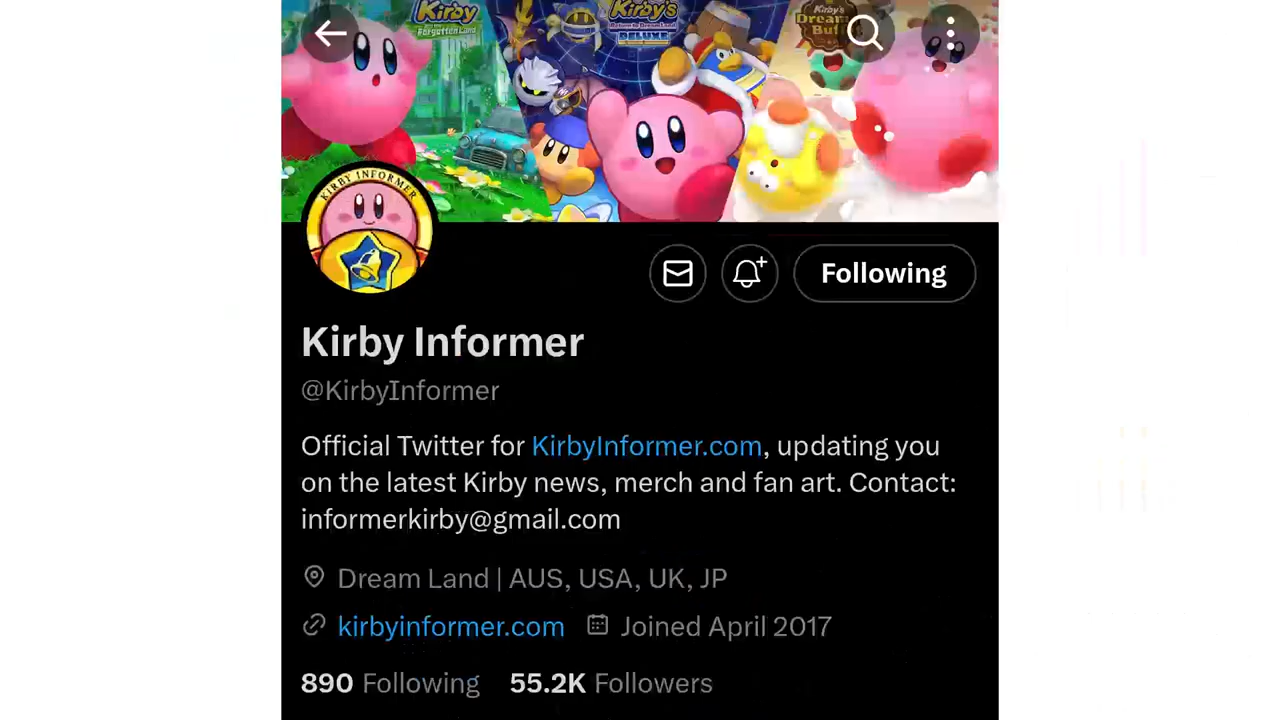 Kirby
Forgotten Land
Kirby's
Return to Dream Land
DELUXE
Kirby's
Dream
Buff
KIRBY INFORMER
Following
Kirby Informer
@KirbyInformer
Official Twitter for KirbyInformer.com, updating you
on the latest Kirby news, merch and fan art. Contact:
informerkirby@gmail.com
Dream Land | AUS, USA, UK, JP
kirbyinformer.com Joined April 2017
890 Following 55.2K Followers